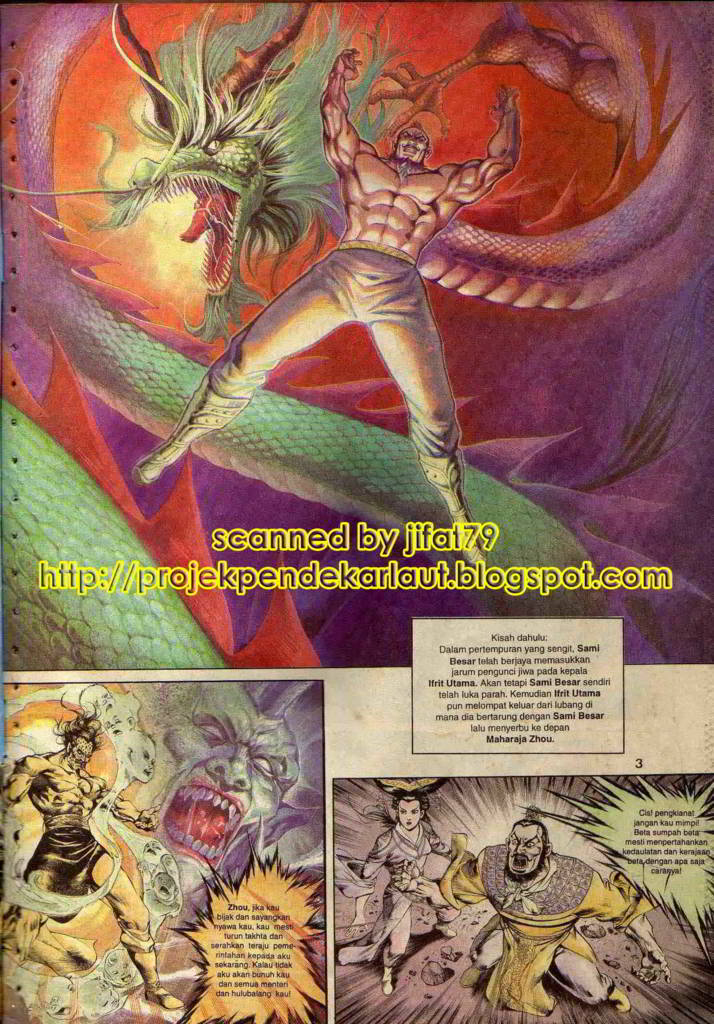 scanned by jifat79
http://projekpendekarlaut.blogspot.com
Kisah dahulu:
Dalam pertempuran yang sengit, Sami
Besar telah berjaya memasukkan
jarum pengunci jiwa pada kepala
Ifrit Utama. Akan tetapi Sami Besar sendiri
telah luka parah. Kemudian Ifrit Utama
pun melompat keluar dari lubang di
mana dia bertarung dengan Sami Besar
lalu menyerbu ke depan
Maharaja Zhou.
3
Zhou, jika kau
bijak dan sayangkan
nyawa kau, kau mesti
turun takhta dan
serahkan teraju peme
rintahan kepada aku
sekarang. Kalau tidak
aku akan bunuh kau
dan semua menteri
dan hulubalang kau!
Cis! pengkianat
jangan kau mimpi!
Beta sumpah beta
mesti mempertahankan
kedaulatan dan kerajaan
beta dengan apa saja
caranya!